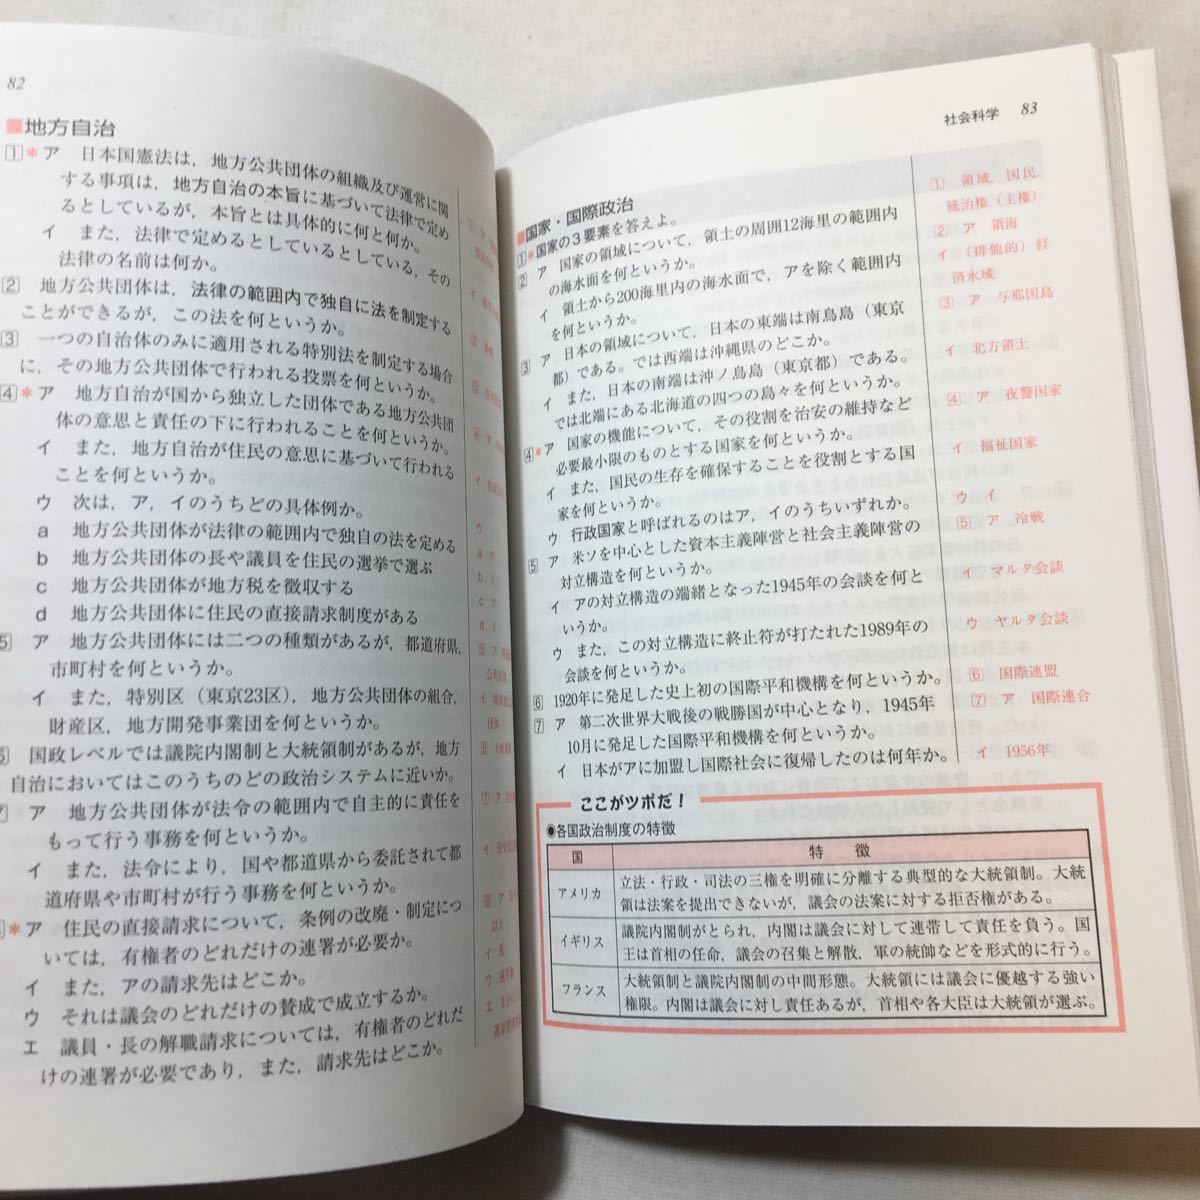 82
■地方自治
1＊ア 日本国憲法は，地方公共団体の組織及び運営に関
する事項は，地方自治の本旨に基づいて法律で定め
るとしているが，本旨とは具体的に何と何か。
イ また，法律で定めるとしているとしている，その
法律の名前は何か。
2 地方公共団体は，法律の範囲内で独自に法を制定する
ことができるが，この法を何というか。
3 一つの自治体のみに適用される特別法を制定する場合
に，その地方公共団体で行われる投票を何というか。
4＊ア 地方自治が国から独立した団体である地方公共団
体の意思と責任の下に行われることを何というか。
イ また，地方自治が住民の意思に基づいて行われる
ことを何というか。
ウ 次は，ア，イのうちどの具体例か。
a 地方公共団体が法律の範囲内で独自の法を定める
b 地方公共団体の長や議員を住民の選挙で選ぶ
c 地方公共団体が地方税を徴収する
d 地方公共団体に住民の直接請求制度がある
5 ア 地方公共団体には二つの種類があるが，都道府県，
市町村を何というか。
イ また，特別区（東京23区），地方公共団体の組合，
財産区，地方開発事業団を何というか。
6 国政レベルでは議院内閣制と大統領制があるが，地方
自治においてはこのうちのどの政治システムに近いか。
7 ア 地方公共団体が法令の範囲内で自主的に責任を
もって行う事務を何というか。
イ また，法令により，国や都道県から委託されて都
道府県や市町村が行う事務を何というか。
＊ア 住民の直接請求について，条例の改廃・制定につ
いては，有権者のどれだけの連署が必要か。
イ また，アの請求先はどこか。
ウ それは議会のどれだけの賛成で成立するか。
エ 議員・長の解職請求については，有権者のどれだ
けの連署が必要であり，また，請求先はどこか。
社会科学 83
■国家・国際政治
1＊国家の3要素を答えよ。
2 ア 国家の領域について，領土の周囲12海里の範囲内
の海水面を何というか。
イ 領土から200海里内の海水面で，アを除く範囲内
を何というか。
3 ア 日本の領域について，日本の東端は南鳥島（東京
都）である。では西端は沖縄県のどこか。
イ また，日本の南端は沖ノ鳥島（東京都）である。
では北端にある北海道の四つの島々を何というか。
4＊ア 国家の機能について，その役割を治安の維持など
必要最小限のものとする国家を何というか。
イ また，国民の生存を確保することを役割とする国
家を何というか。
ウ 行政国家と呼ばれるのはア，イのうちいずれか。
5 ア 米ソを中心とした資本主義陣営と社会主義陣営の
対立構造を何というか。
イ アの対立構造の端緒となった1945年の会談を何と
いうか。
ウ また，この対立構造に終止符が打たれた1989年の
会談を何というか。
6 1920年に発足した史上初の国際平和機構を何というか。
7 ア 第二次世界大戦後の戦勝国が中心となり，1945年
10月に発足した国際平和機構を何というか。
イ 日本がアに加盟し国際社会に復帰したのは何年か。
1 領域，国民，
統治権（主権）
2 ア 領海
イ（排他的）経
済水域
3 ア 与那国島
イ 北方領土
4 ア 夜警国家
イ 福祉国家
ウ イ
5 ア 冷戦
イ マルタ会談
ウ ヤルタ会談
6 国際連盟
7 ア 国際連合
イ 1956年
ここがツボだ！
●各国政治制度の特徴
国 特徴
アメリカ 立法・行政・司法の三権を明確に分離する典型的な大統領制。大統
領は法案を提出できないが，議会の法案に対する拒否権がある。
イギリス 議院内閣制がとられ，内閣は議会に対して連帯して責任を負う。国
王は首相の任命，議会の召集と解散，軍の統帥などを形式的に行う。
フランス 大統領制と議院内閣制の中間形態。大統領には議会に優越する強い
権限。内閣は議会に対し責任あるが，首相や各大臣は大統領が選ぶ。